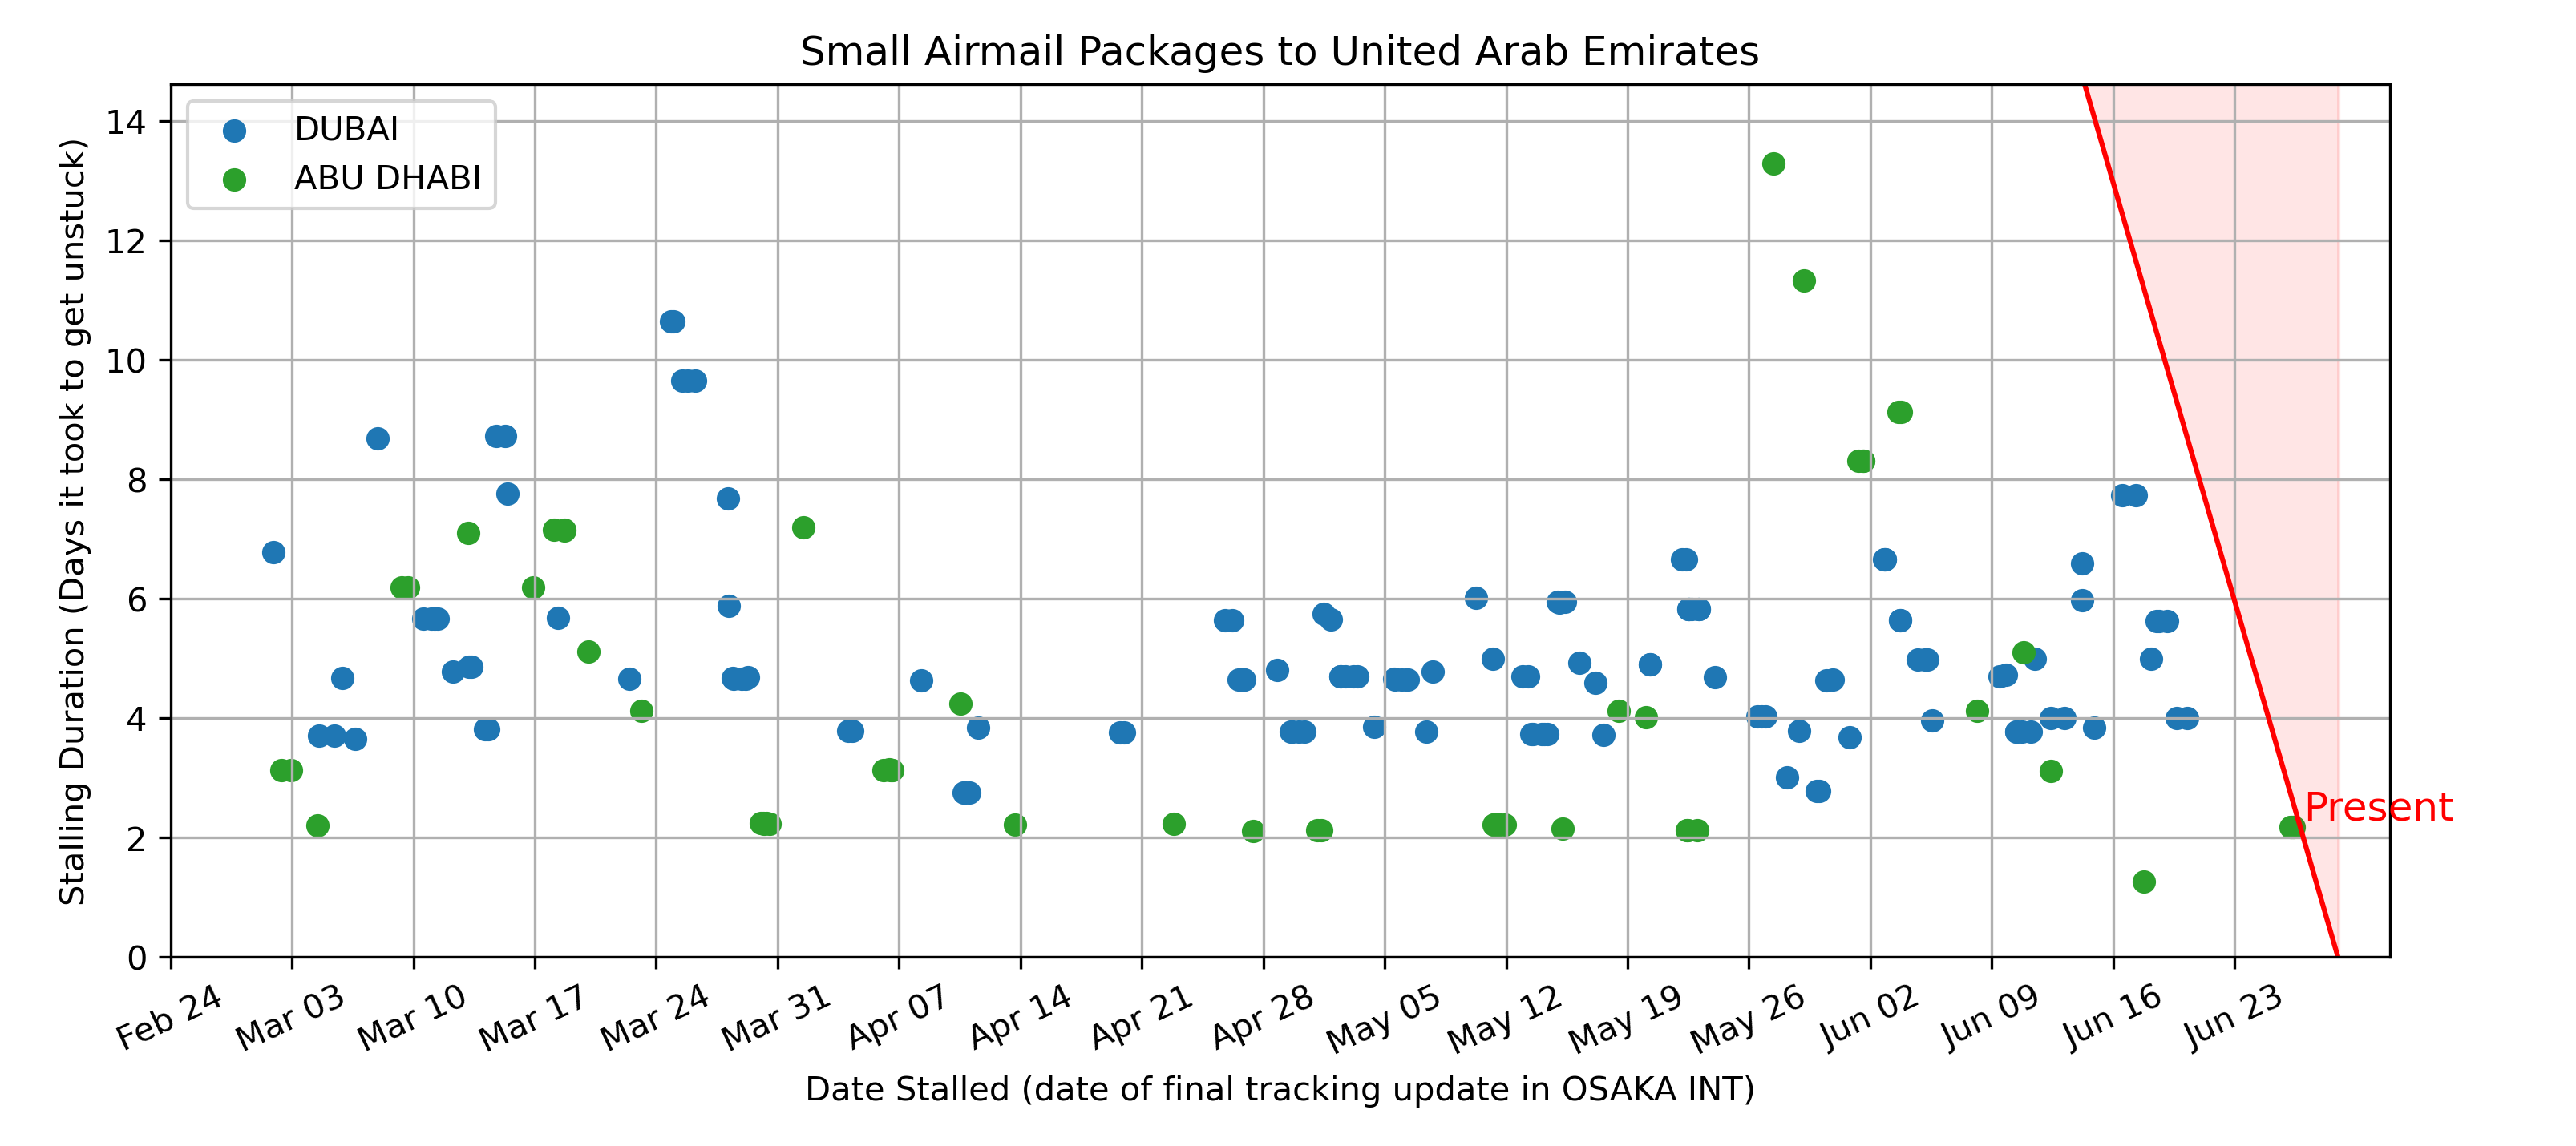 Small Airmail Packages to United Arab Emirates
DUBAI
ABU DHABI
Stalling Duration (Days it took to get unstuck)
14
12
10
8
6
4
2
0
Present
Feb 24
Mar 03
Mar 10
Mar 17
Mar 24
Mar 31
Apr 07
Apr 14
Apr 21
Apr 28
May 05
May 12
May 19
May 26
Jun 02
Jun 09
Jun 16
Jun 23
Date Stalled (date of final tracking update in OSAKA INT)